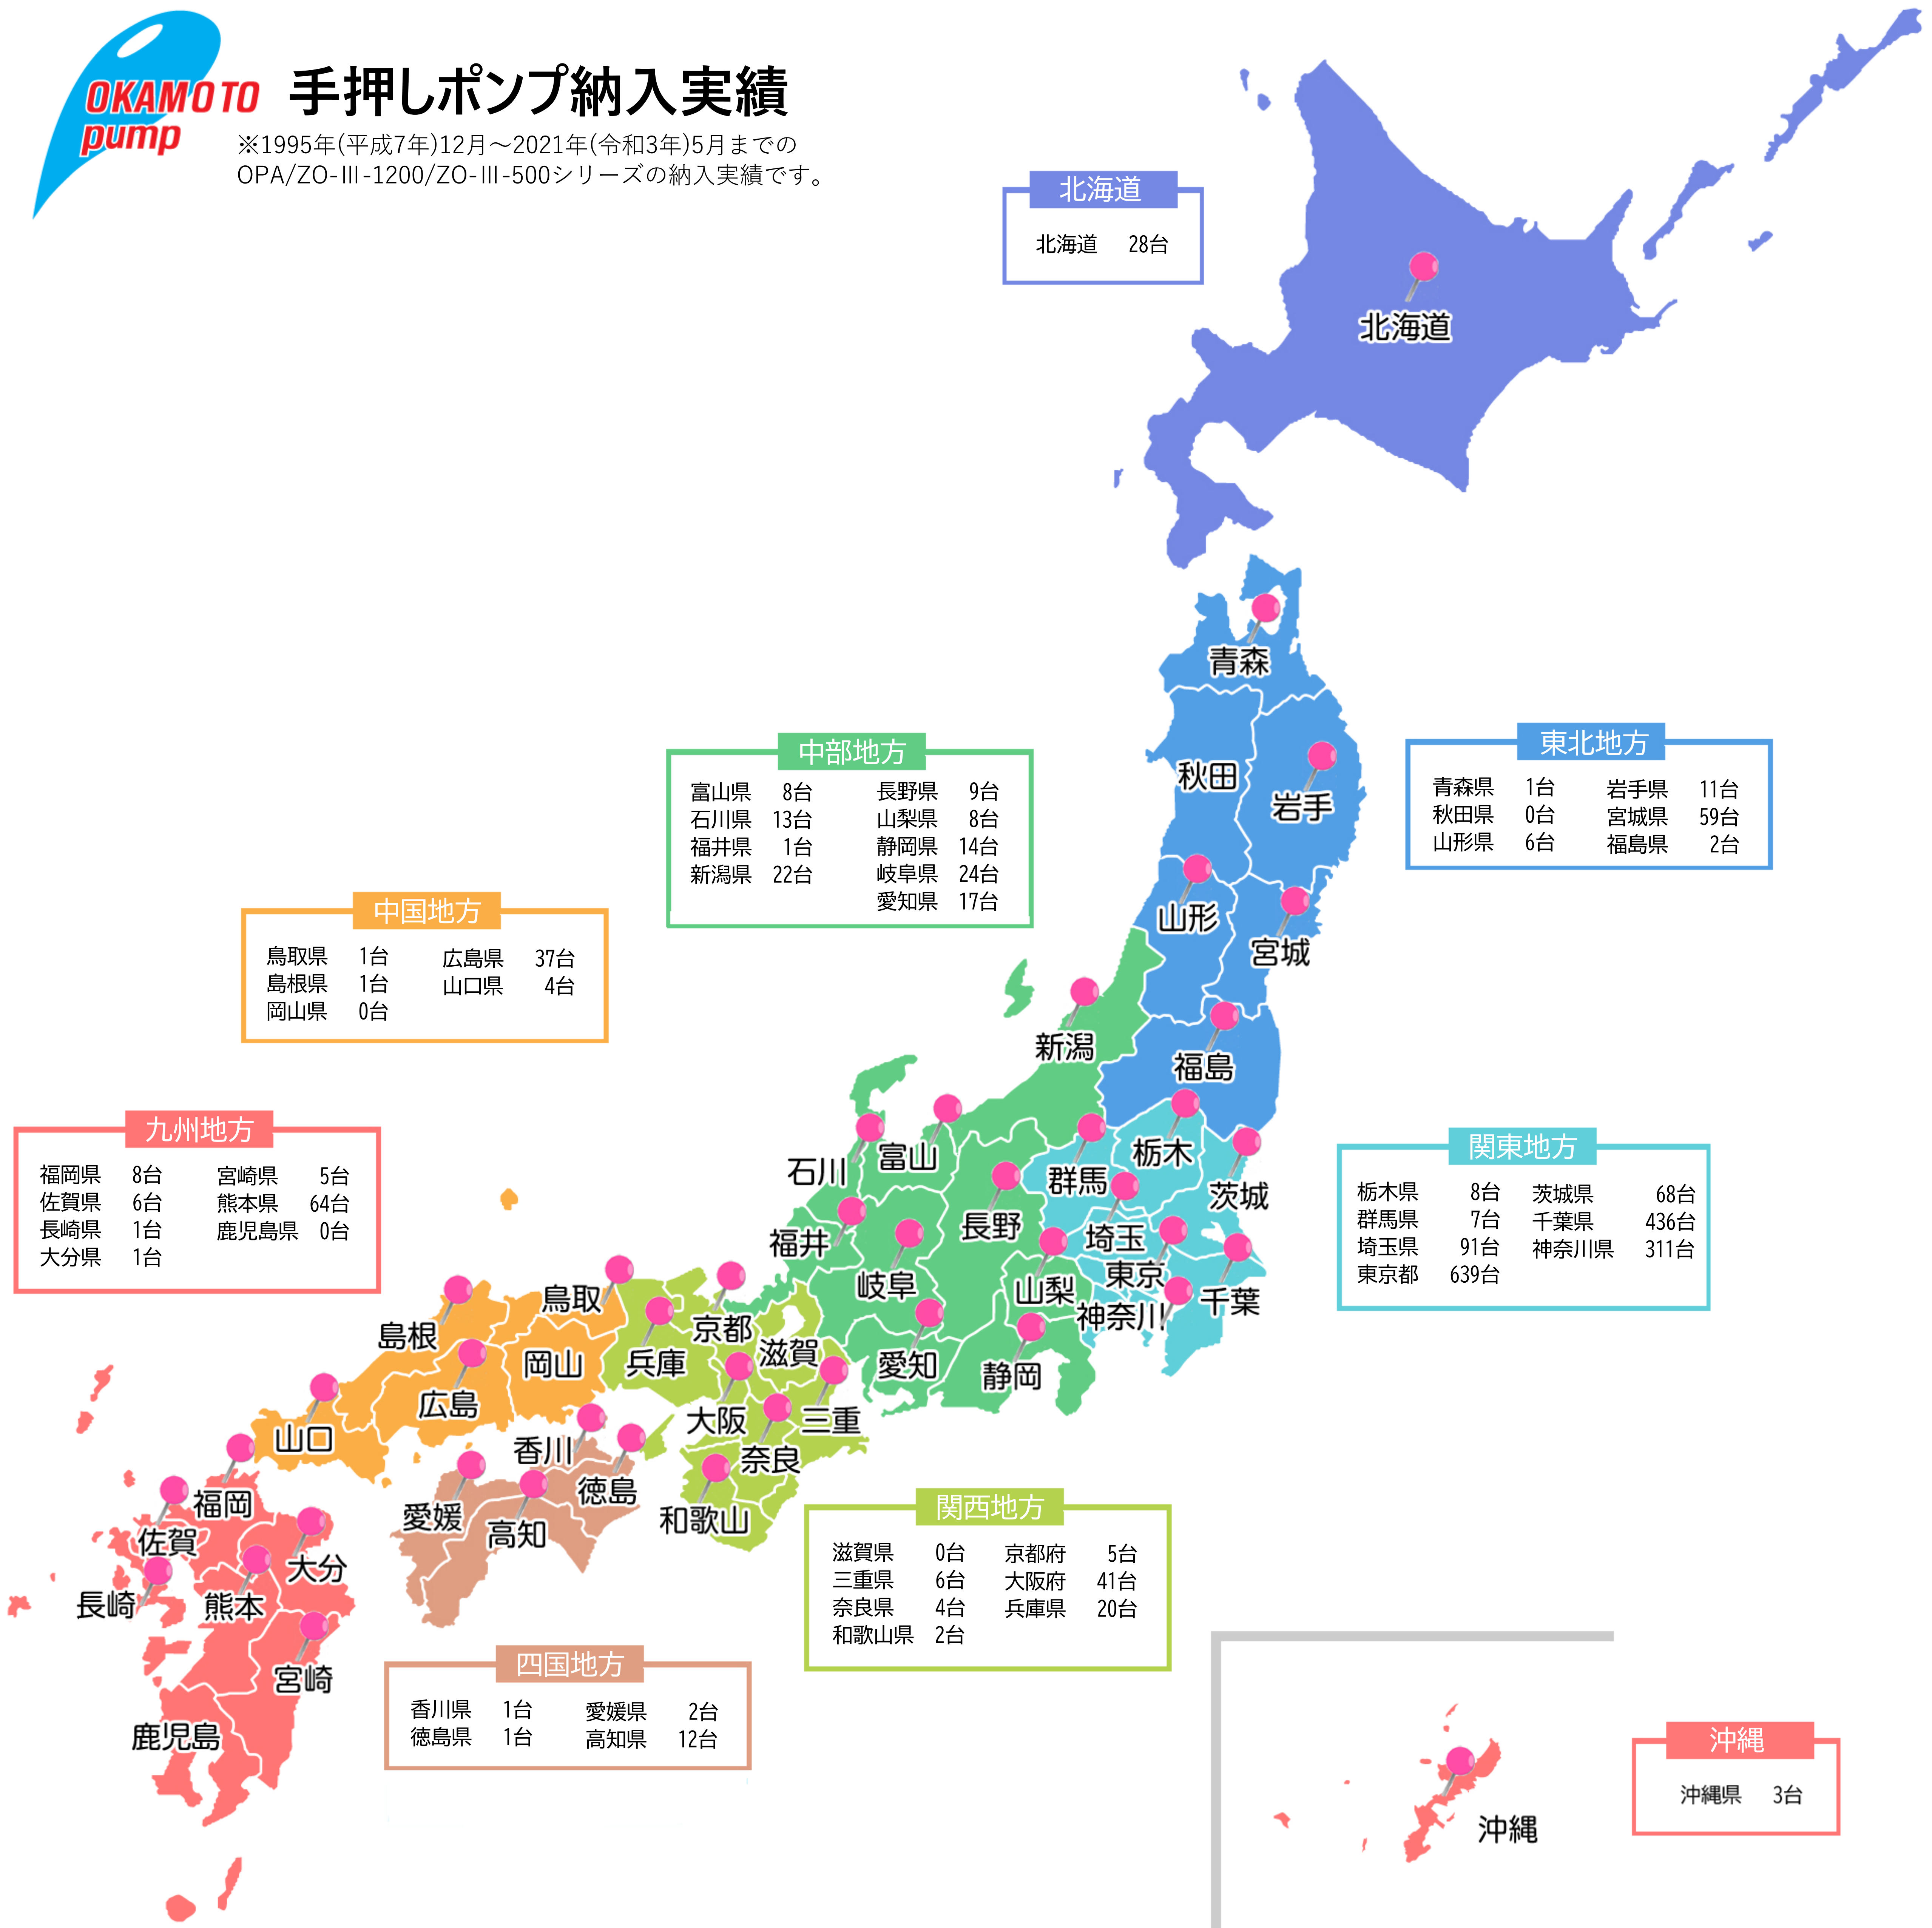 OKAMOTO
pump
手押しポンプ納入実績
※1995年(平成7年)12月～2021年(令和3年)5月までの
OPA/ZO-Ⅲ-1200/ZO-Ⅲ-500シリーズの納入実績です。
北海道
北海道 28台
北海道
青森
秋田
岩手
山形
宮城
福島
東北地方
青森県 1台 岩手県 11台
秋田県 0台 宮城県 59台
山形県 6台 福島県 2台
中部地方
富山県 8台 長野県 9台
石川県 13台 山梨県 8台
福井県 1台 静岡県 14台
新潟県 22台 岐阜県 24台
愛知県 17台
中国地方
鳥取県 1台 広島県 37台
島根県 1台 山口県 4台
岡山県 0台
新潟
富山
石川
福井
長野
岐阜
山梨
愛知
静岡
栃木
群馬
茨城
埼玉
東京
神奈川
千葉
関東地方
栃木県 8台 茨城県 68台
群馬県 7台 千葉県 436台
埼玉県 91台 神奈川県 311台
東京都 639台
九州地方
福岡県 8台 宮崎県 5台
佐賀県 6台 熊本県 64台
長崎県 1台 鹿児島県 0台
大分県 1台
鳥取
島根
岡山
広島
山口
京都
兵庫
滋賀
大阪
三重
奈良
和歌山
香川
徳島
愛媛
高知
福岡
佐賀
大分
長崎
熊本
宮崎
鹿児島
関西地方
滋賀県 0台 京都府 5台
三重県 6台 大阪府 41台
奈良県 4台 兵庫県 20台
和歌山県 2台
四国地方
香川県 1台 愛媛県 2台
徳島県 1台 高知県 12台
沖縄
沖縄県 3台
沖縄